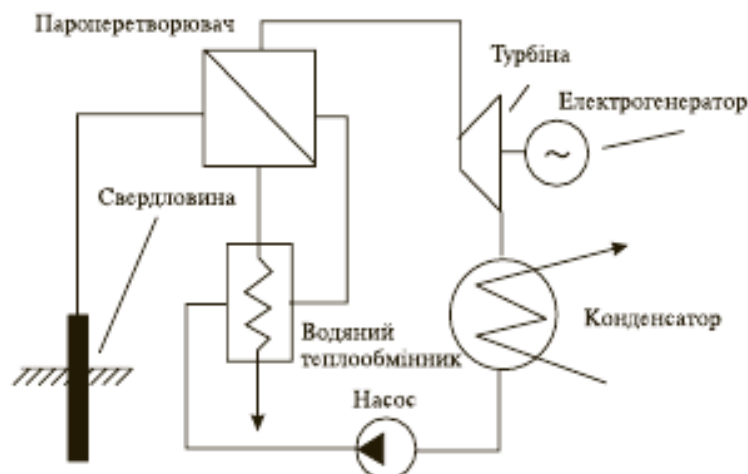 Пароперетворювач
Турбіна
Електрогенератор
~
Свердловина
Водяний
теплообмінник
Конденсатор
Насос